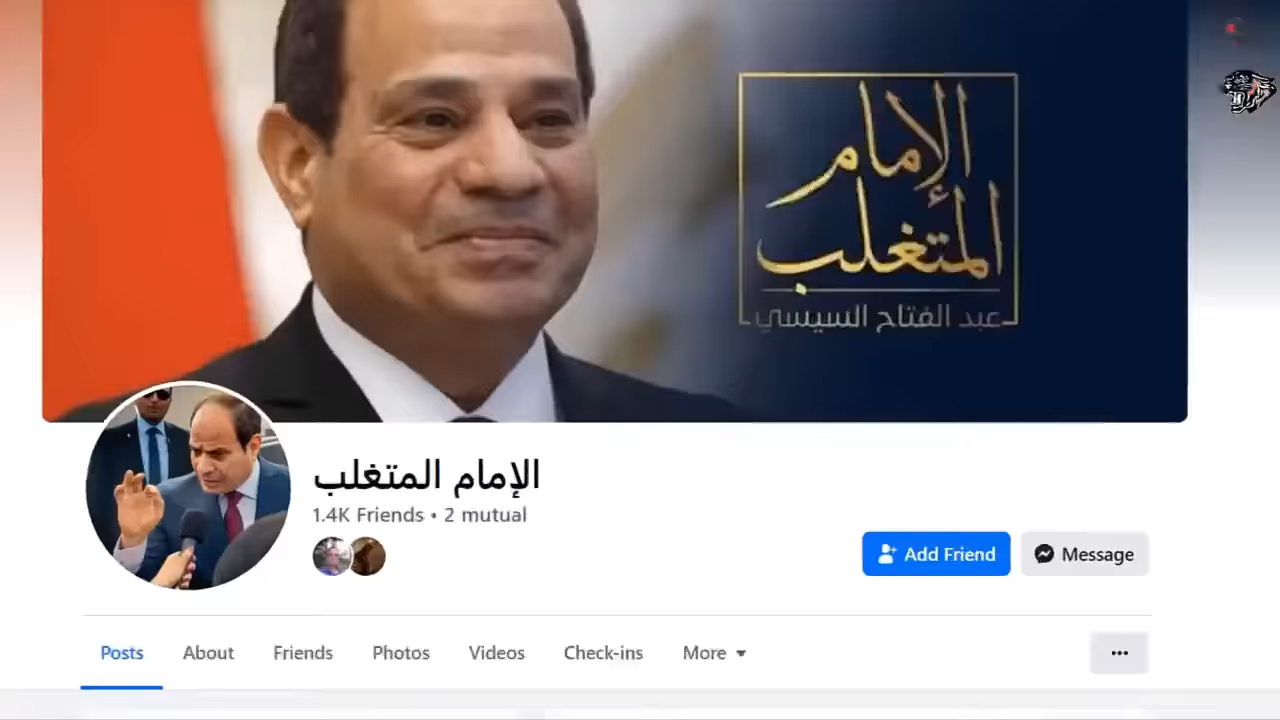 الإمام
المتغلب
عبد الفتاح السيسي
الإمام المتغلب
1.4K Friends • 2 mutual
Add Friend
Message
Posts About Friends Photos Videos Check-ins More